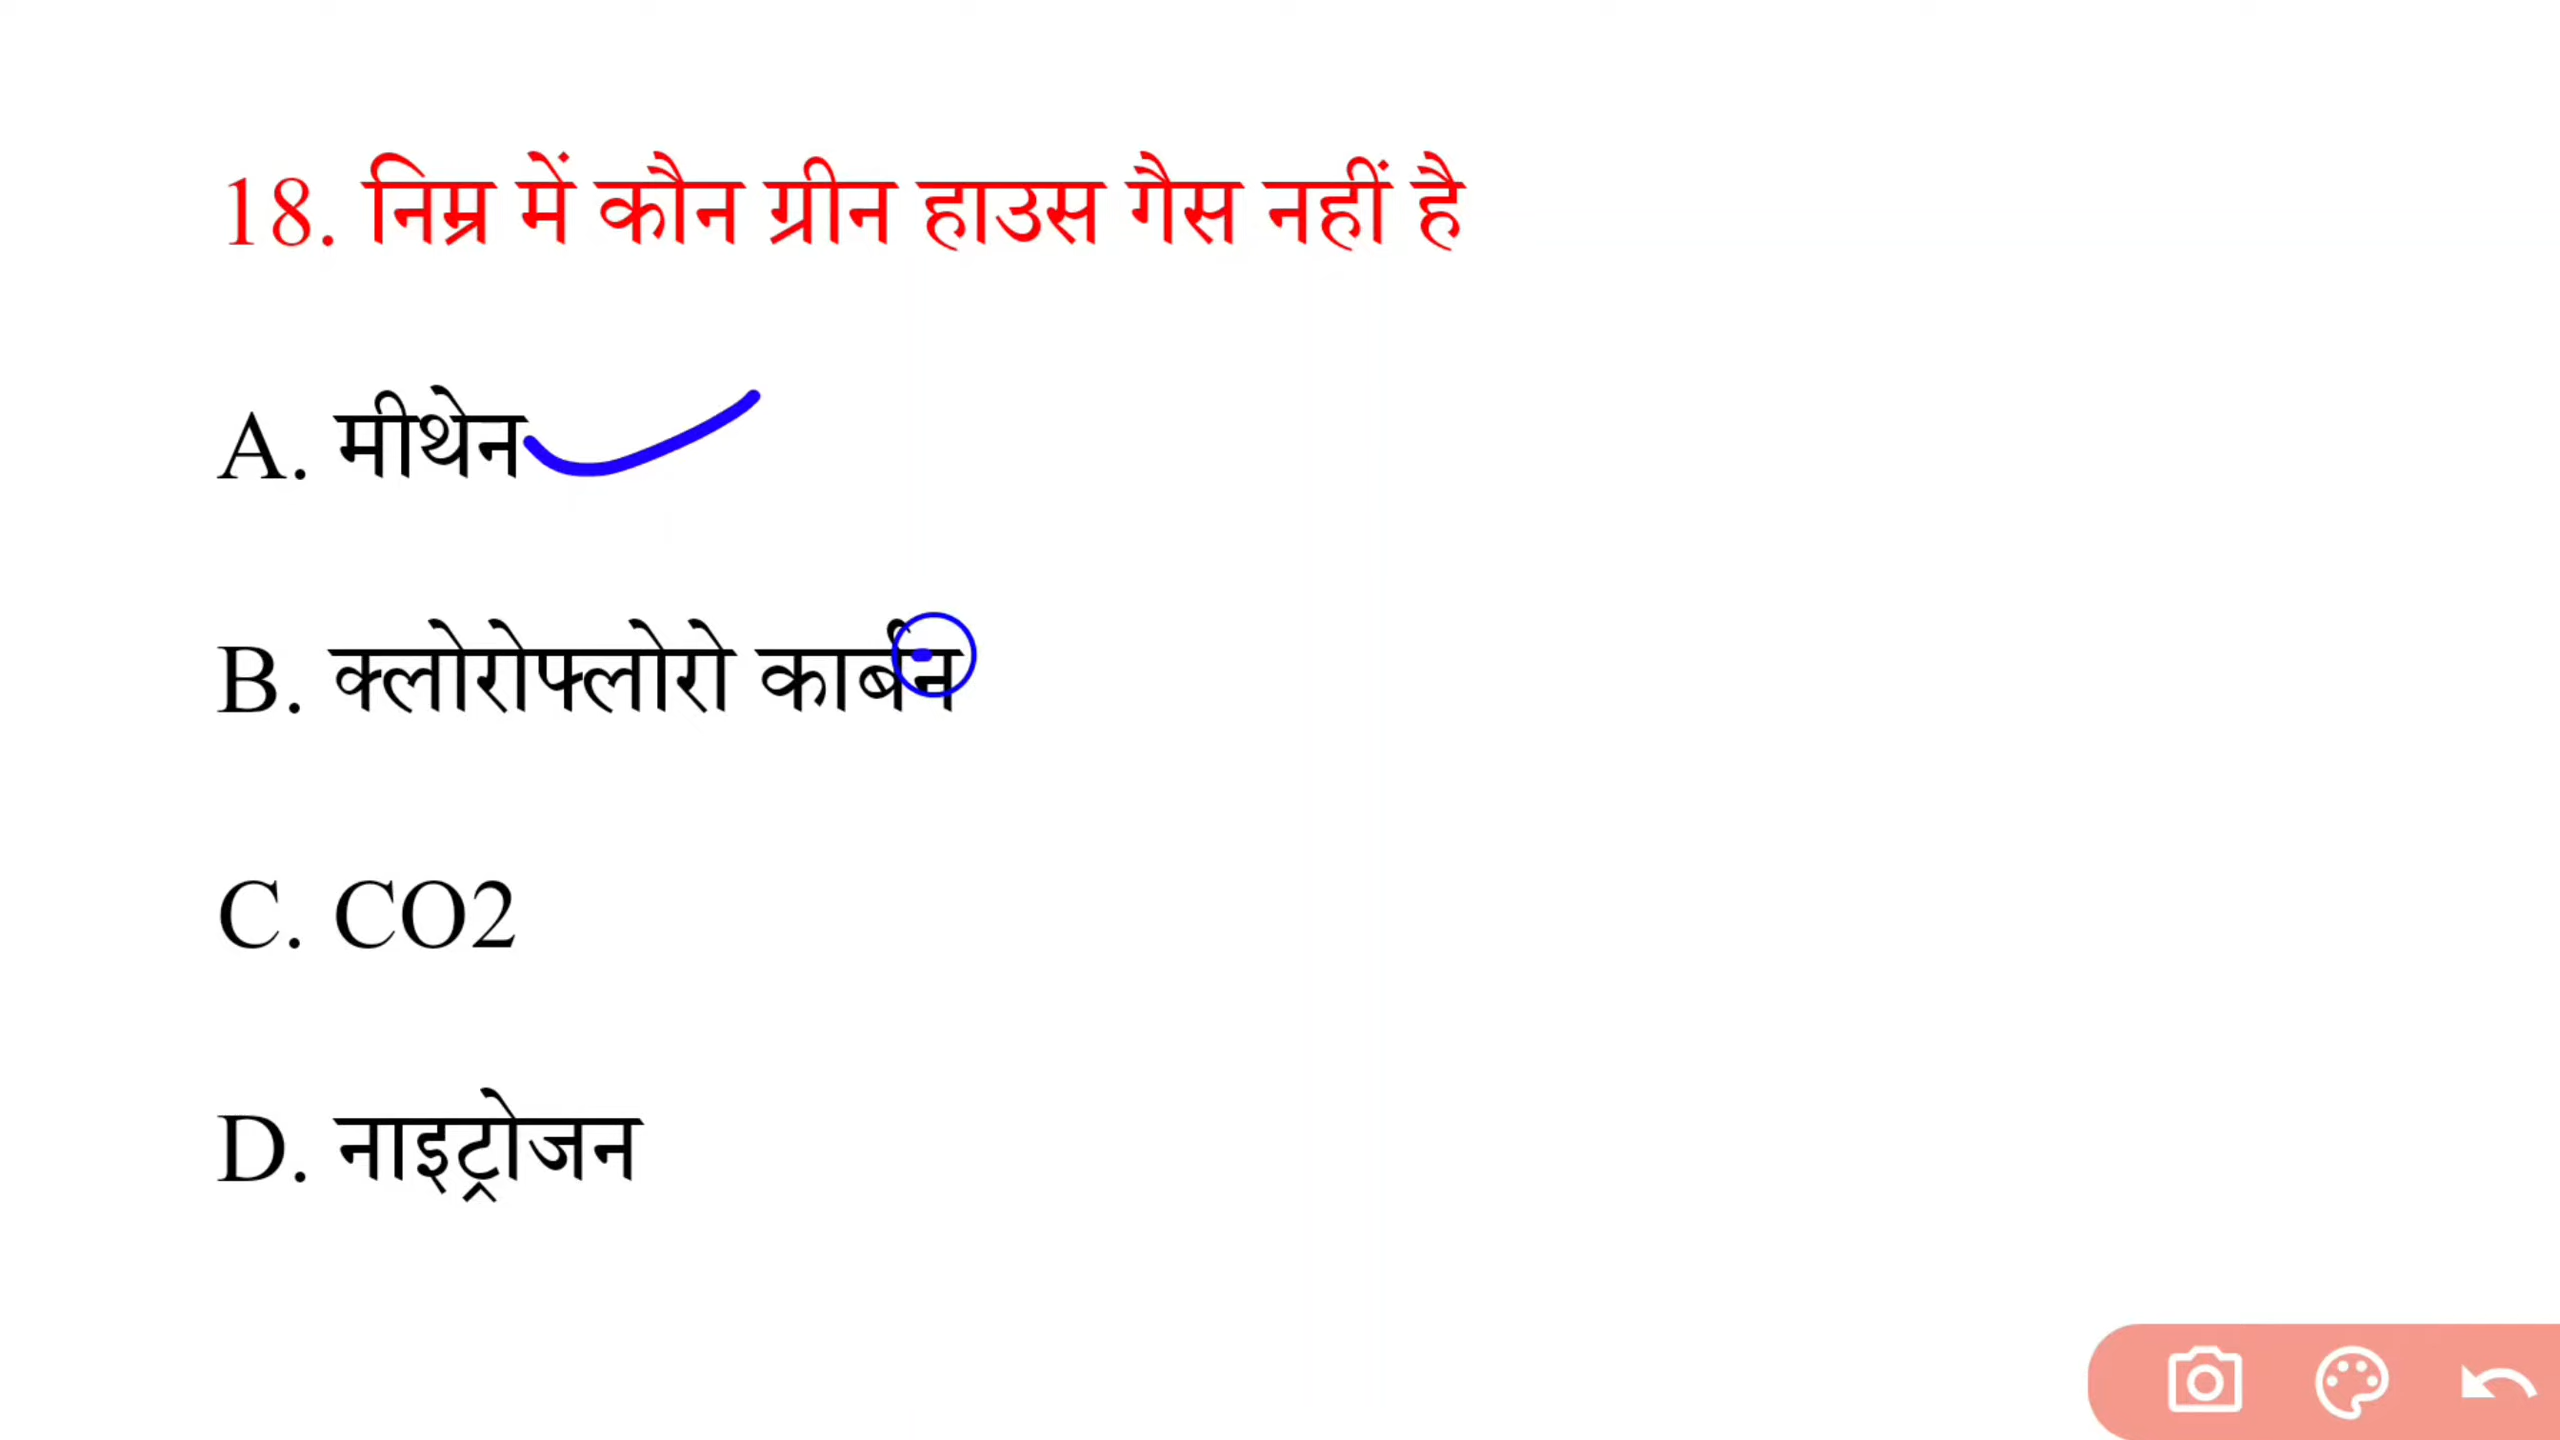 18. निम्न में कौन ग्रीन हाउस गैस नहीं है
A. मीथेन
B. क्लोरोफ्लोरो कार्बन
C. CO2
D. नाइट्रोजन